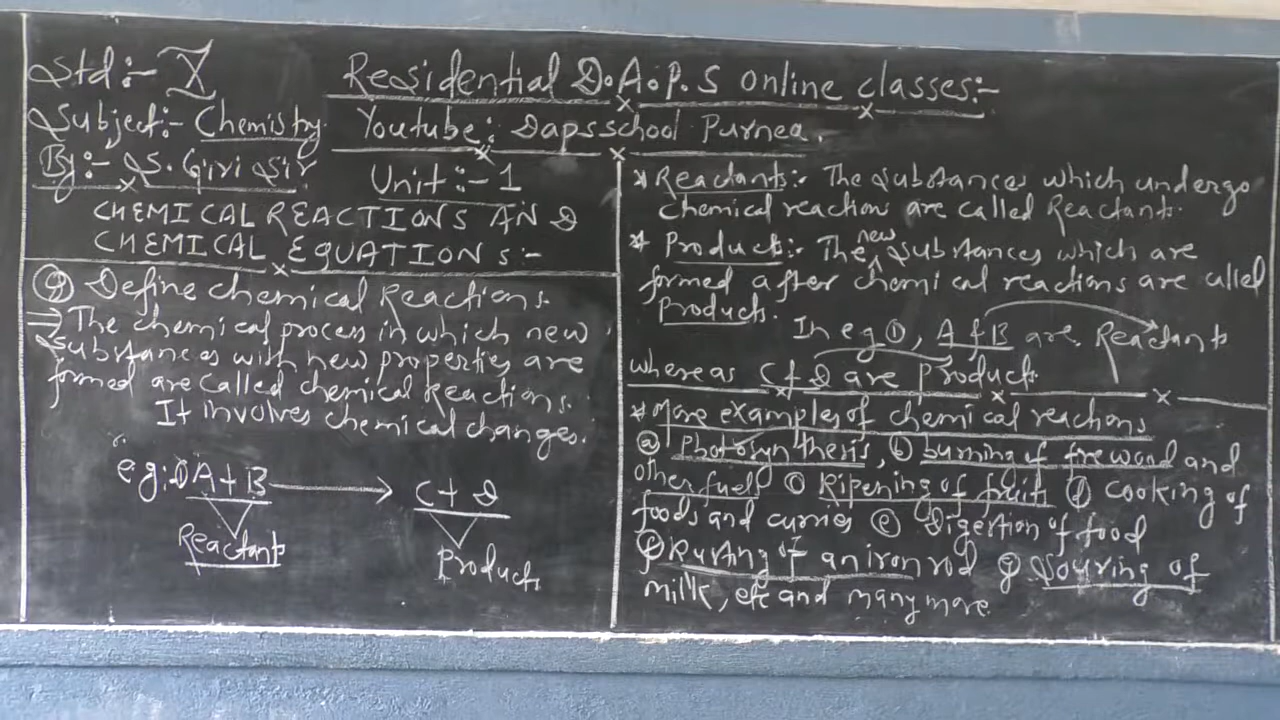 Std:- X
Residential D.A.P.S online classes:-
Subject:- Chemistry
Youtube: Dapsschool Purnea.
By:- S. Giri Sir
Unit:- 1
CHEMICAL REACTIONS AND
CHEMICAL EQUATIONS:-
Q Define chemical Reactions.
⇒ The chemical process in which new
substances with new properties are
formed are called chemical Reactions.
It involves chemical changes.
e.g:① A + B ⟶ C + D
Reactants
Products
* Reactants:- The substances which undergo
chemical reaction are called Reactants.
* Products:- The new substances which are
formed after chemical reactions are called
Products.
In e.g ①, A & B are Reactants
whereas C & D are Products
* More examples of chemical reactions
ⓐ Photosynthesis, ⓑ burning of fire wood and
other fuels ⓒ Ripening of fruits ⓓ cooking of
foods and curries ⓔ Digestion of food
ⓕ Rusting of an iron rod ⓖ Souring of
milk, etc and many more